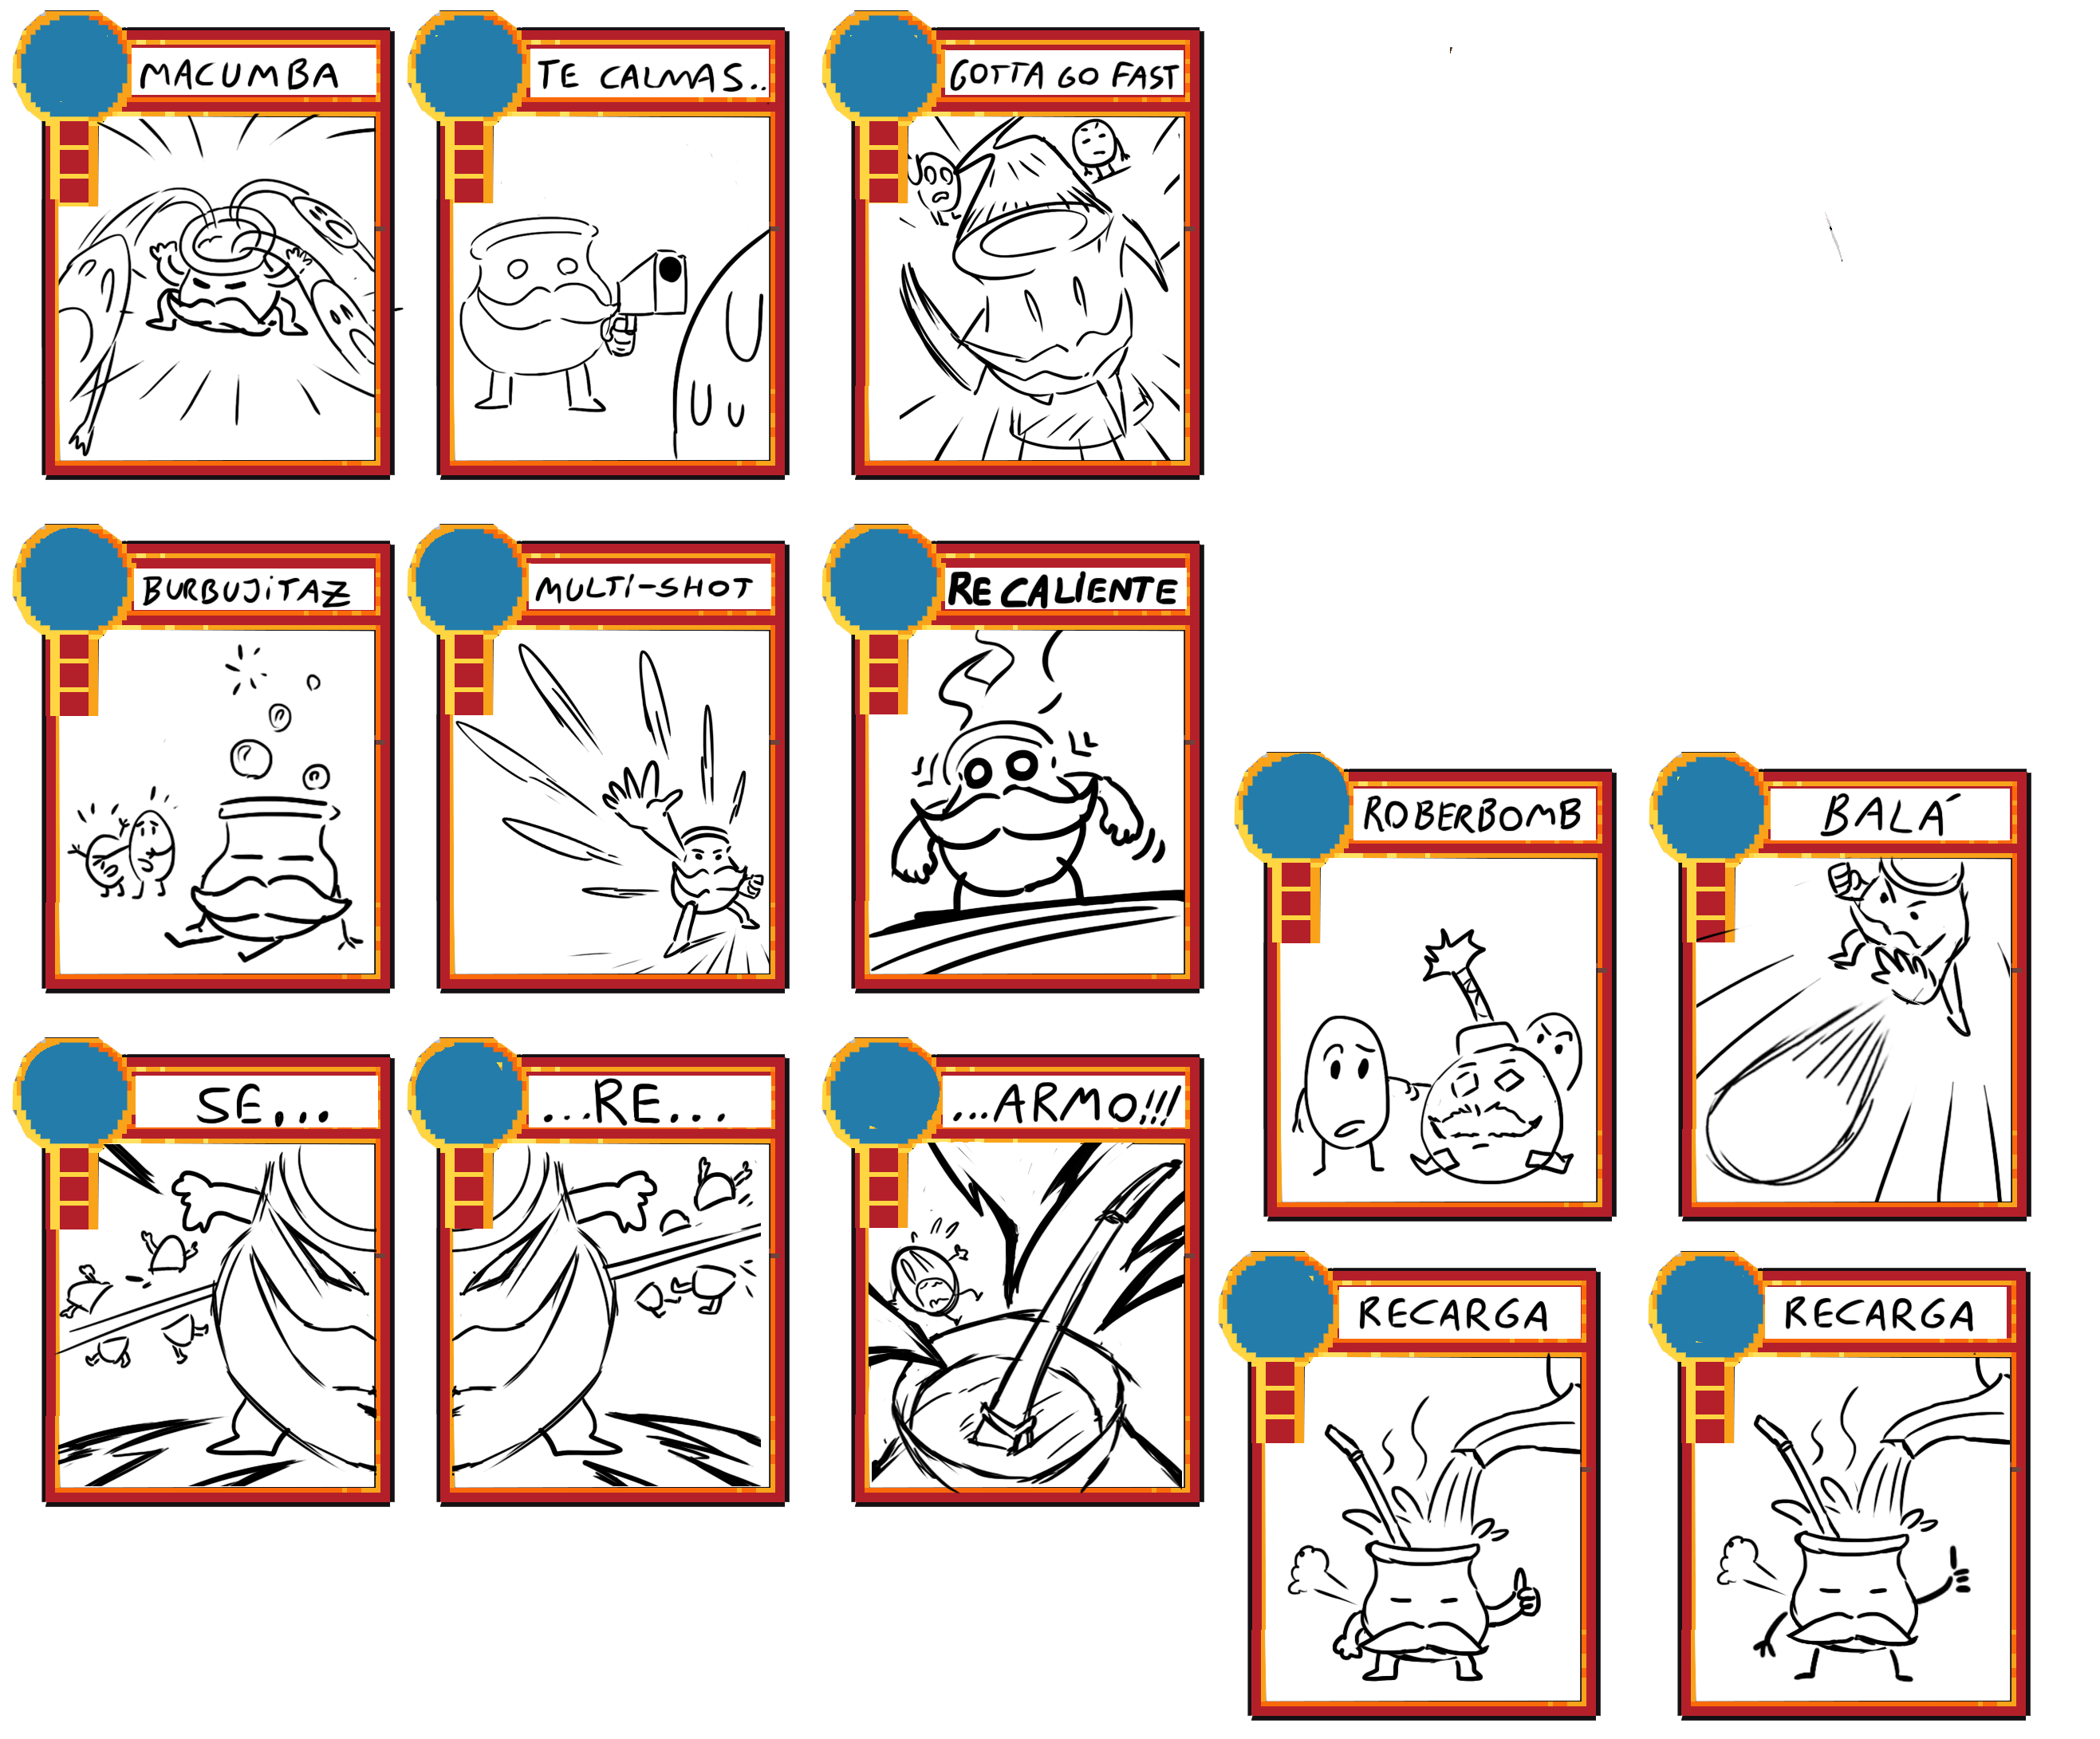 MACUMBA
TE CALMAS..
GOTTA GO FAST
BURBUJiTAZ
MULTI-SHOT
RE CALIENTE
ROBERBOMB
BALÁ
SE...
...RE...
...ARMO!!!
RECARGA
RECARGA